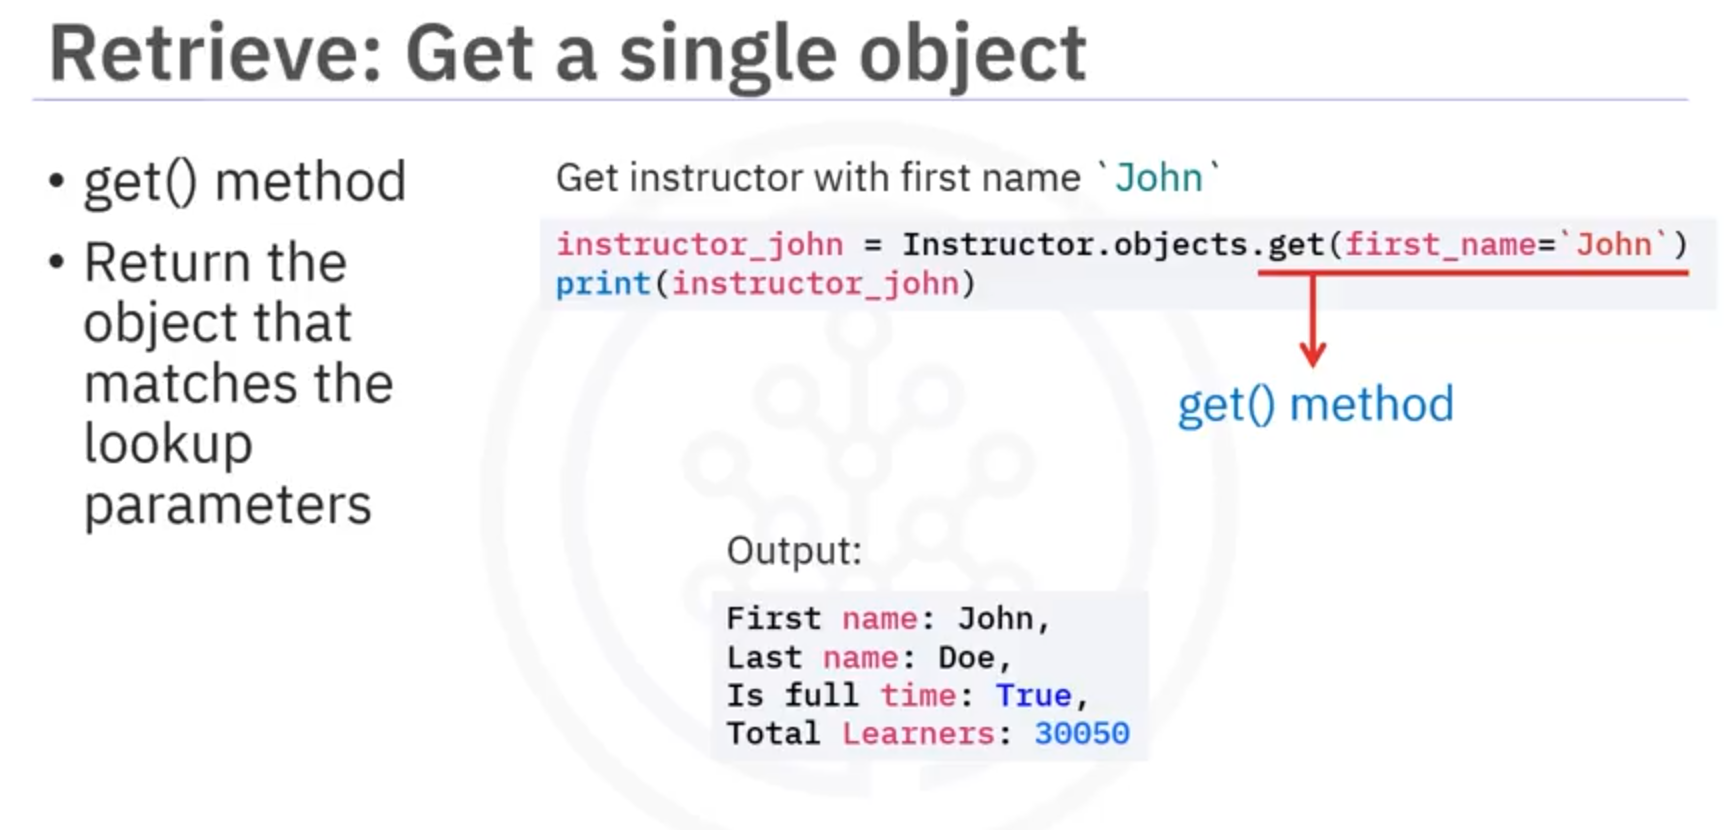 Retrieve: Get a single object
• get() method
• Return the
object that
matches the
lookup
parameters
Get instructor with first name `John`
instructor_john = Instructor.objects.get(first_name=`John`)
print(instructor_john)
get() method
Output:
First name: John,
Last name: Doe,
Is full time: True,
Total Learners: 30050